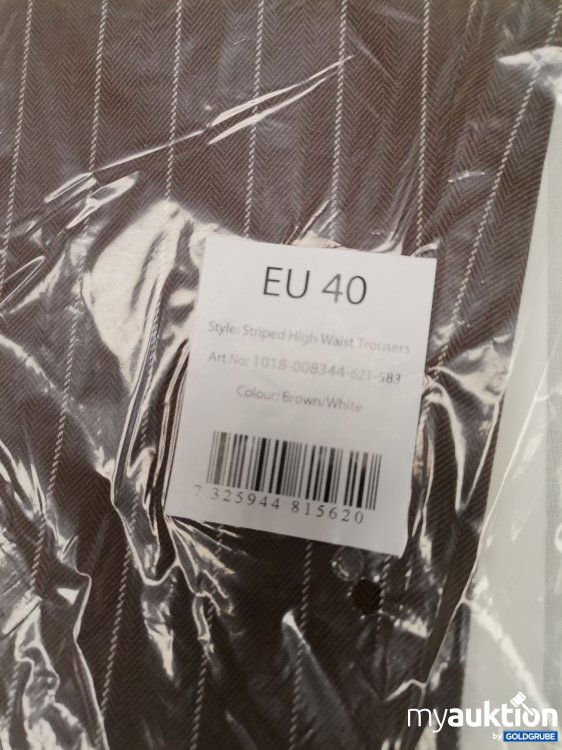 EU 40
Style: Striped High Waist Trousers
Art No: 1018-008344-621-583
Colour: Brown/White
7 325944 815620
myauktion
by GOLDGRUBE